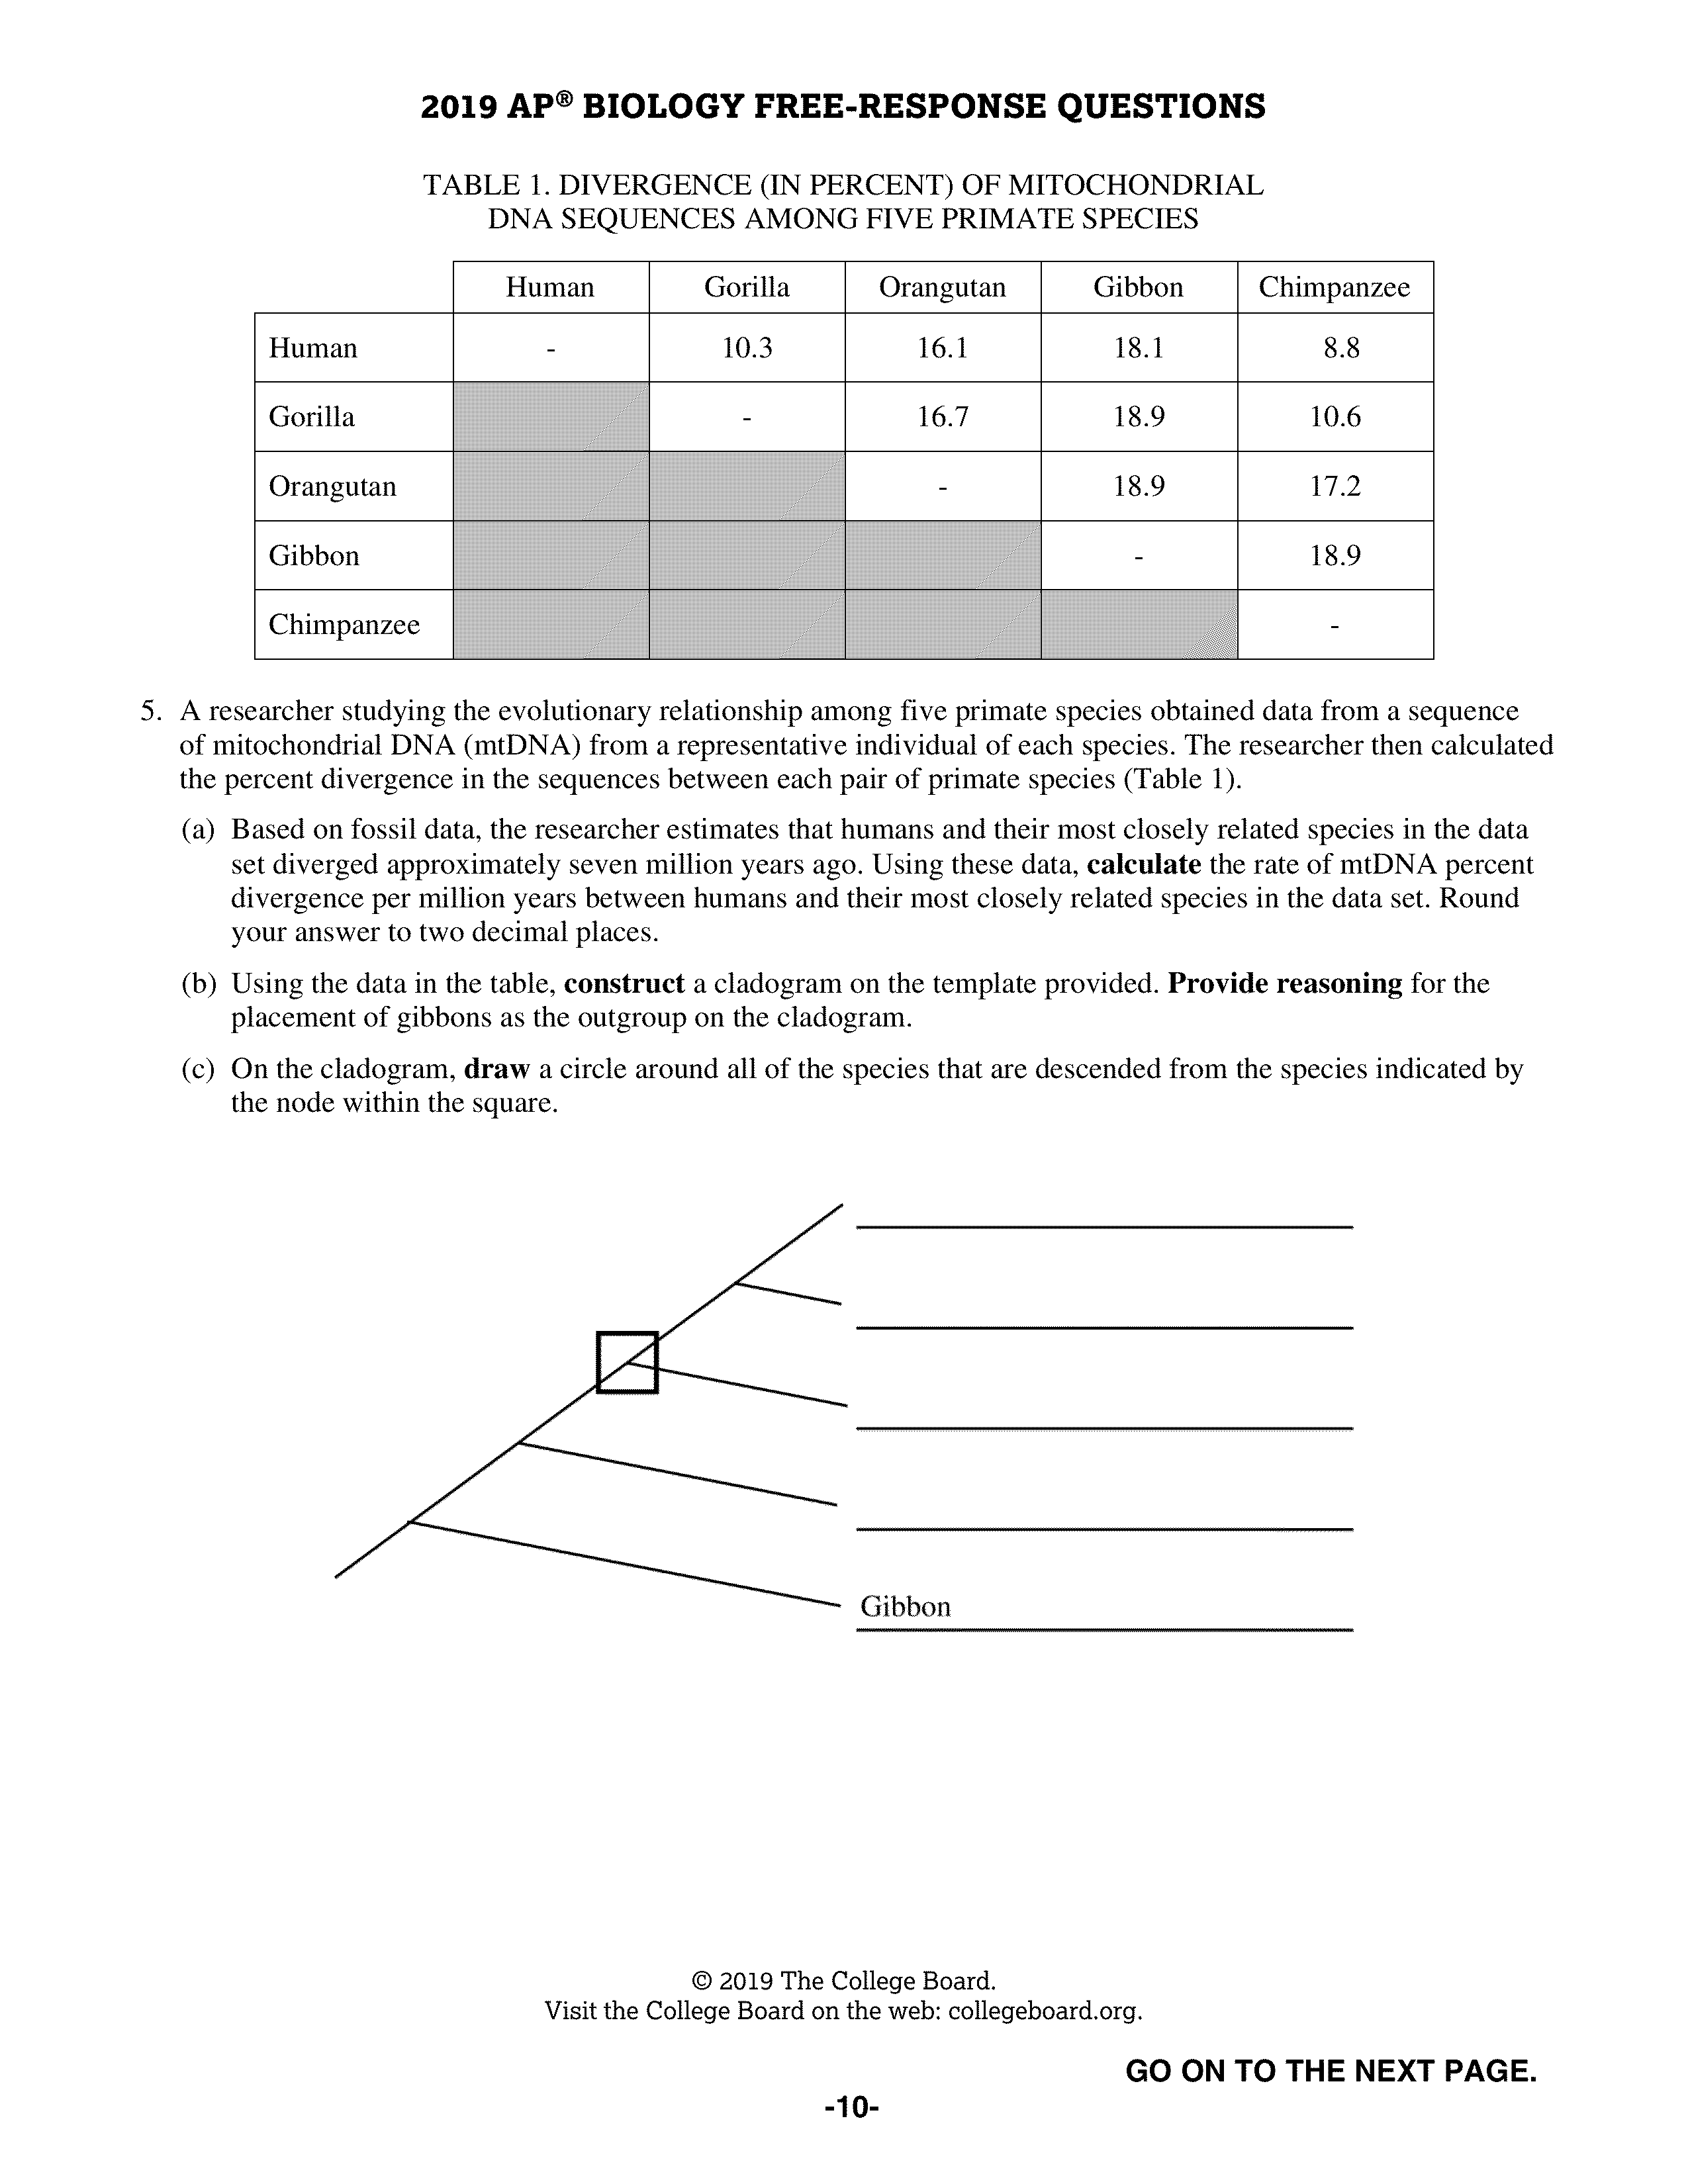 2019 AP® BIOLOGY FREE-RESPONSE QUESTIONS
TABLE 1. DIVERGENCE (IN PERCENT) OF MITOCHONDRIAL
DNA SEQUENCES AMONG FIVE PRIMATE SPECIES
Human Gorilla Orangutan Gibbon Chimpanzee
Human - 10.3 16.1 18.1 8.8
Gorilla - 16.7 18.9 10.6
Orangutan - 18.9 17.2
Gibbon - 18.9
Chimpanzee -
5. A researcher studying the evolutionary relationship among five primate species obtained data from a sequence
of mitochondrial DNA (mtDNA) from a representative individual of each species. The researcher then calculated
the percent divergence in the sequences between each pair of primate species (Table 1).
(a) Based on fossil data, the researcher estimates that humans and their most closely related species in the data
set diverged approximately seven million years ago. Using these data, calculate the rate of mtDNA percent
divergence per million years between humans and their most closely related species in the data set. Round
your answer to two decimal places.
(b) Using the data in the table, construct a cladogram on the template provided. Provide reasoning for the
placement of gibbons as the outgroup on the cladogram.
(c) On the cladogram, draw a circle around all of the species that are descended from the species indicated by
the node within the square.
Gibbon
© 2019 The College Board.
Visit the College Board on the web: collegeboard.org.
GO ON TO THE NEXT PAGE.
-10-